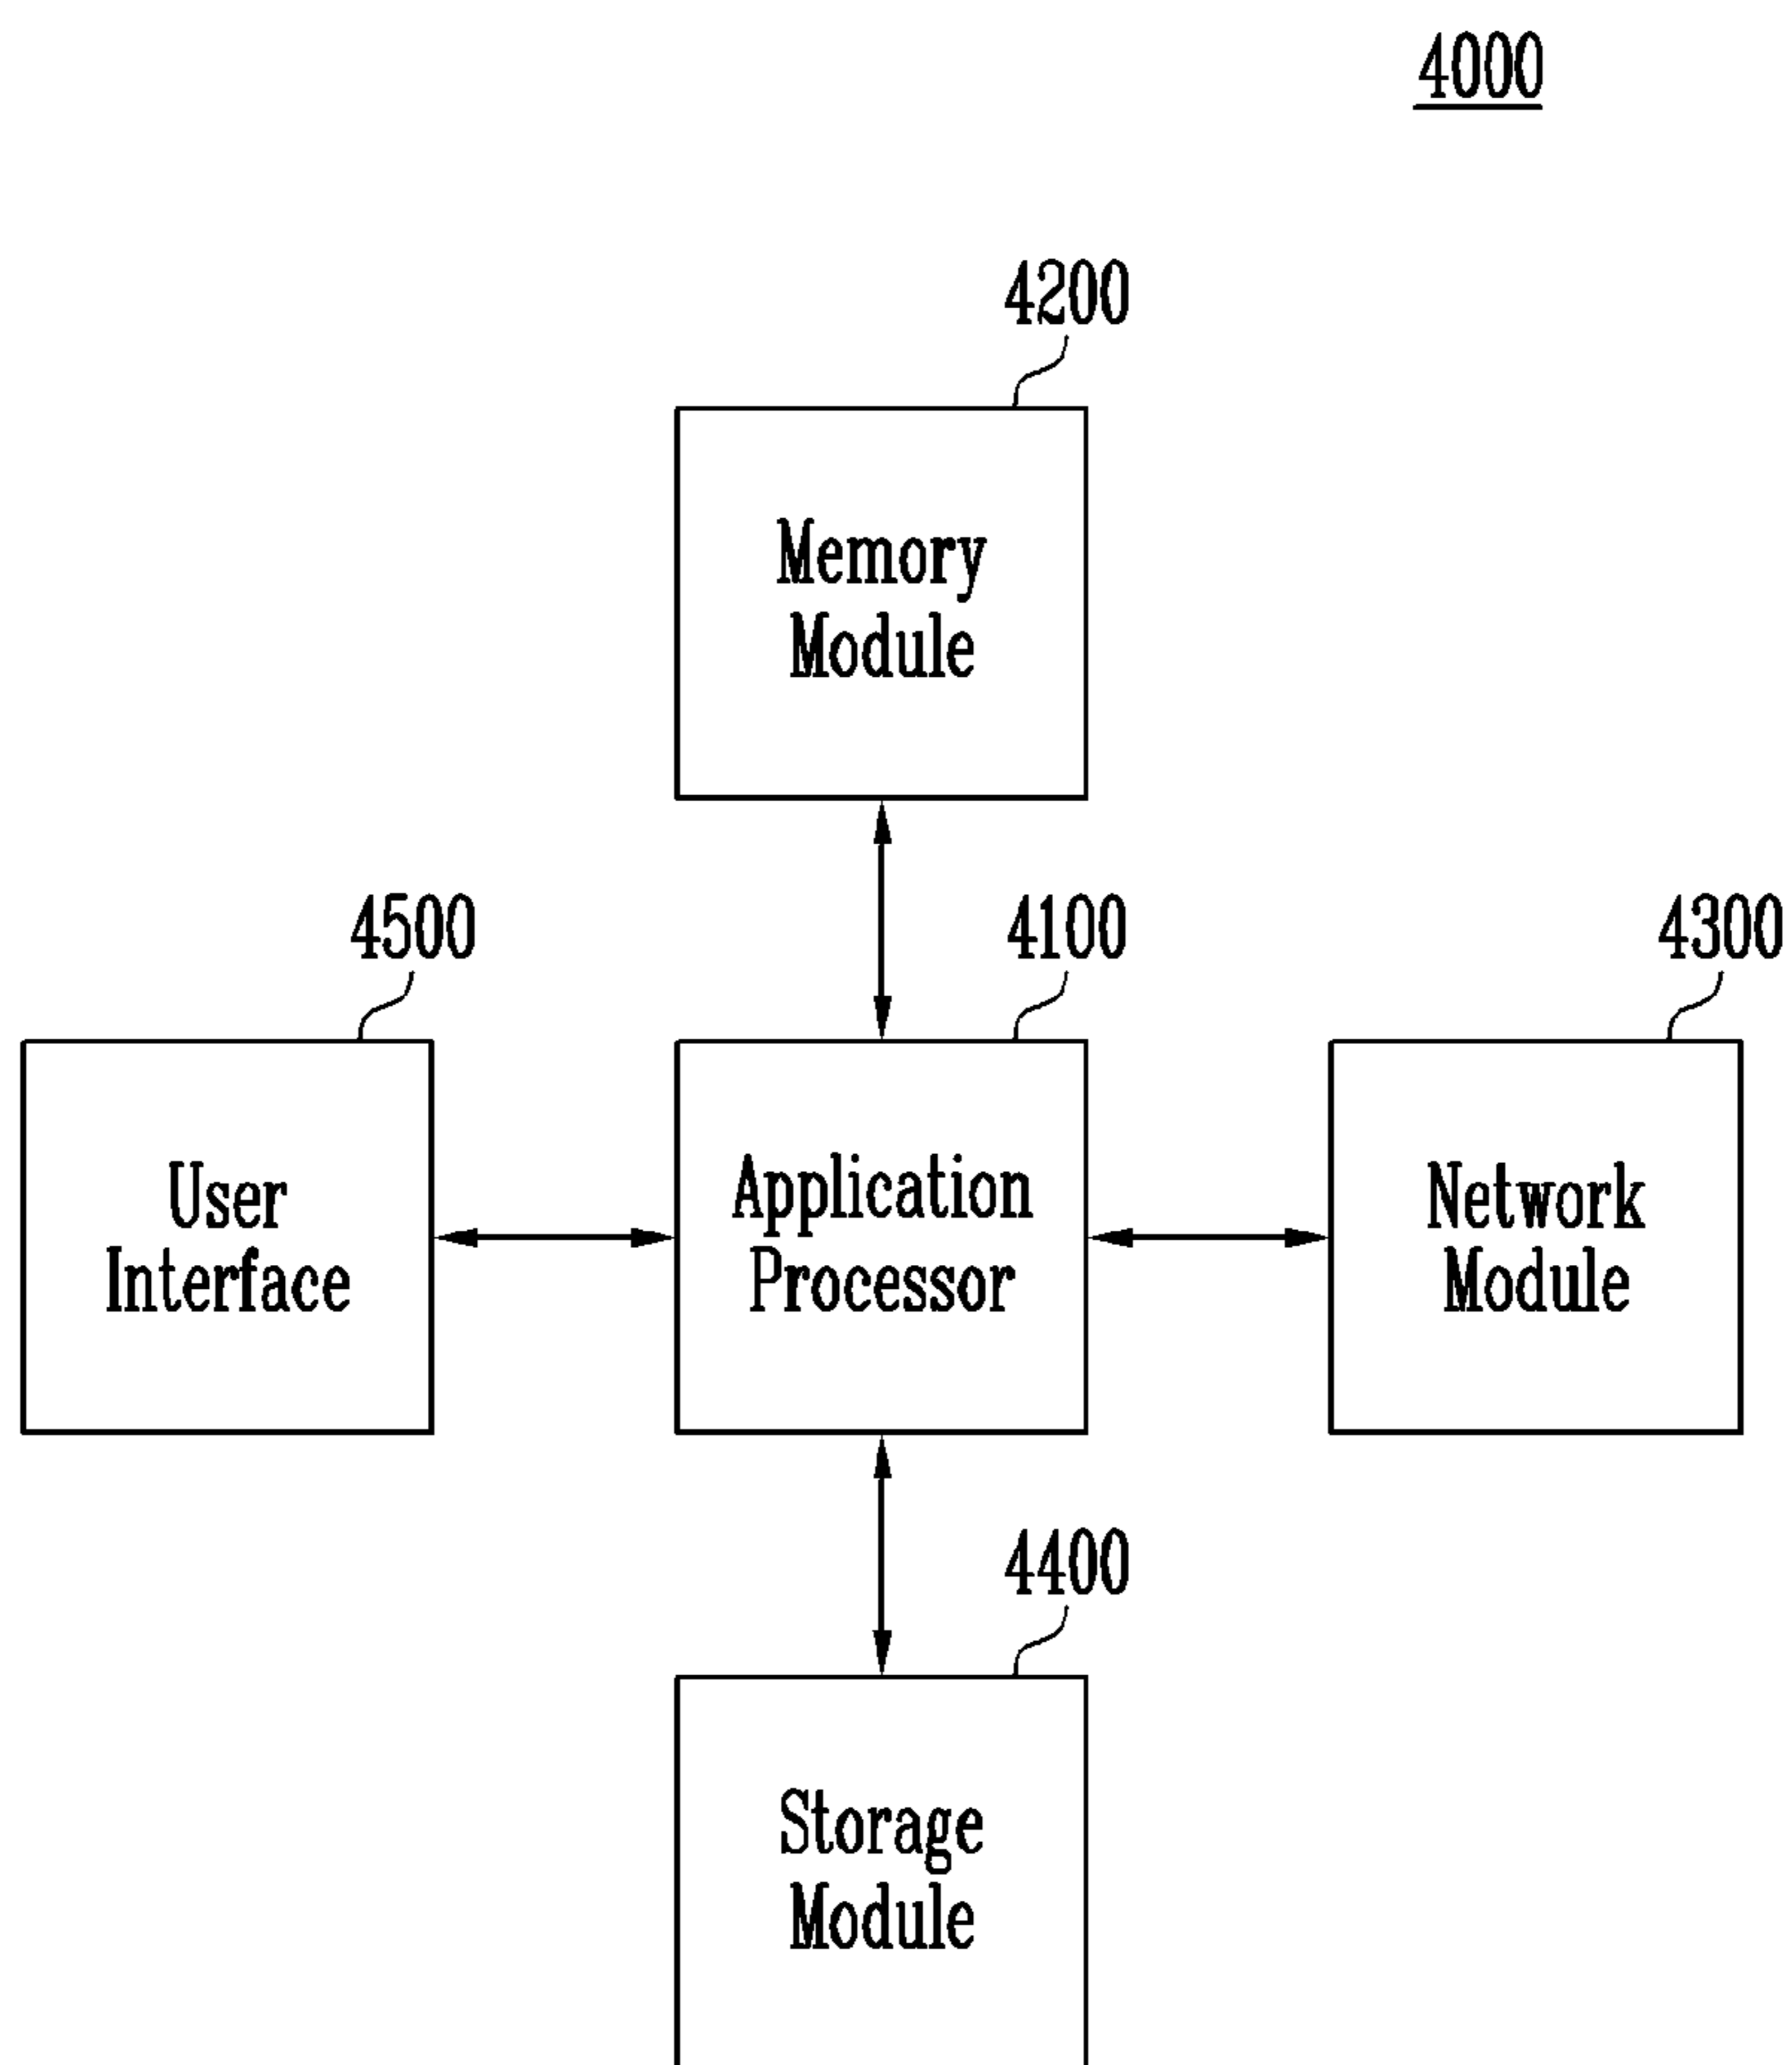 4000
4200
Memory
Module
4500
4100
4300
User
Interface
Application
Processor
Network
Module
4400
Storage
Module